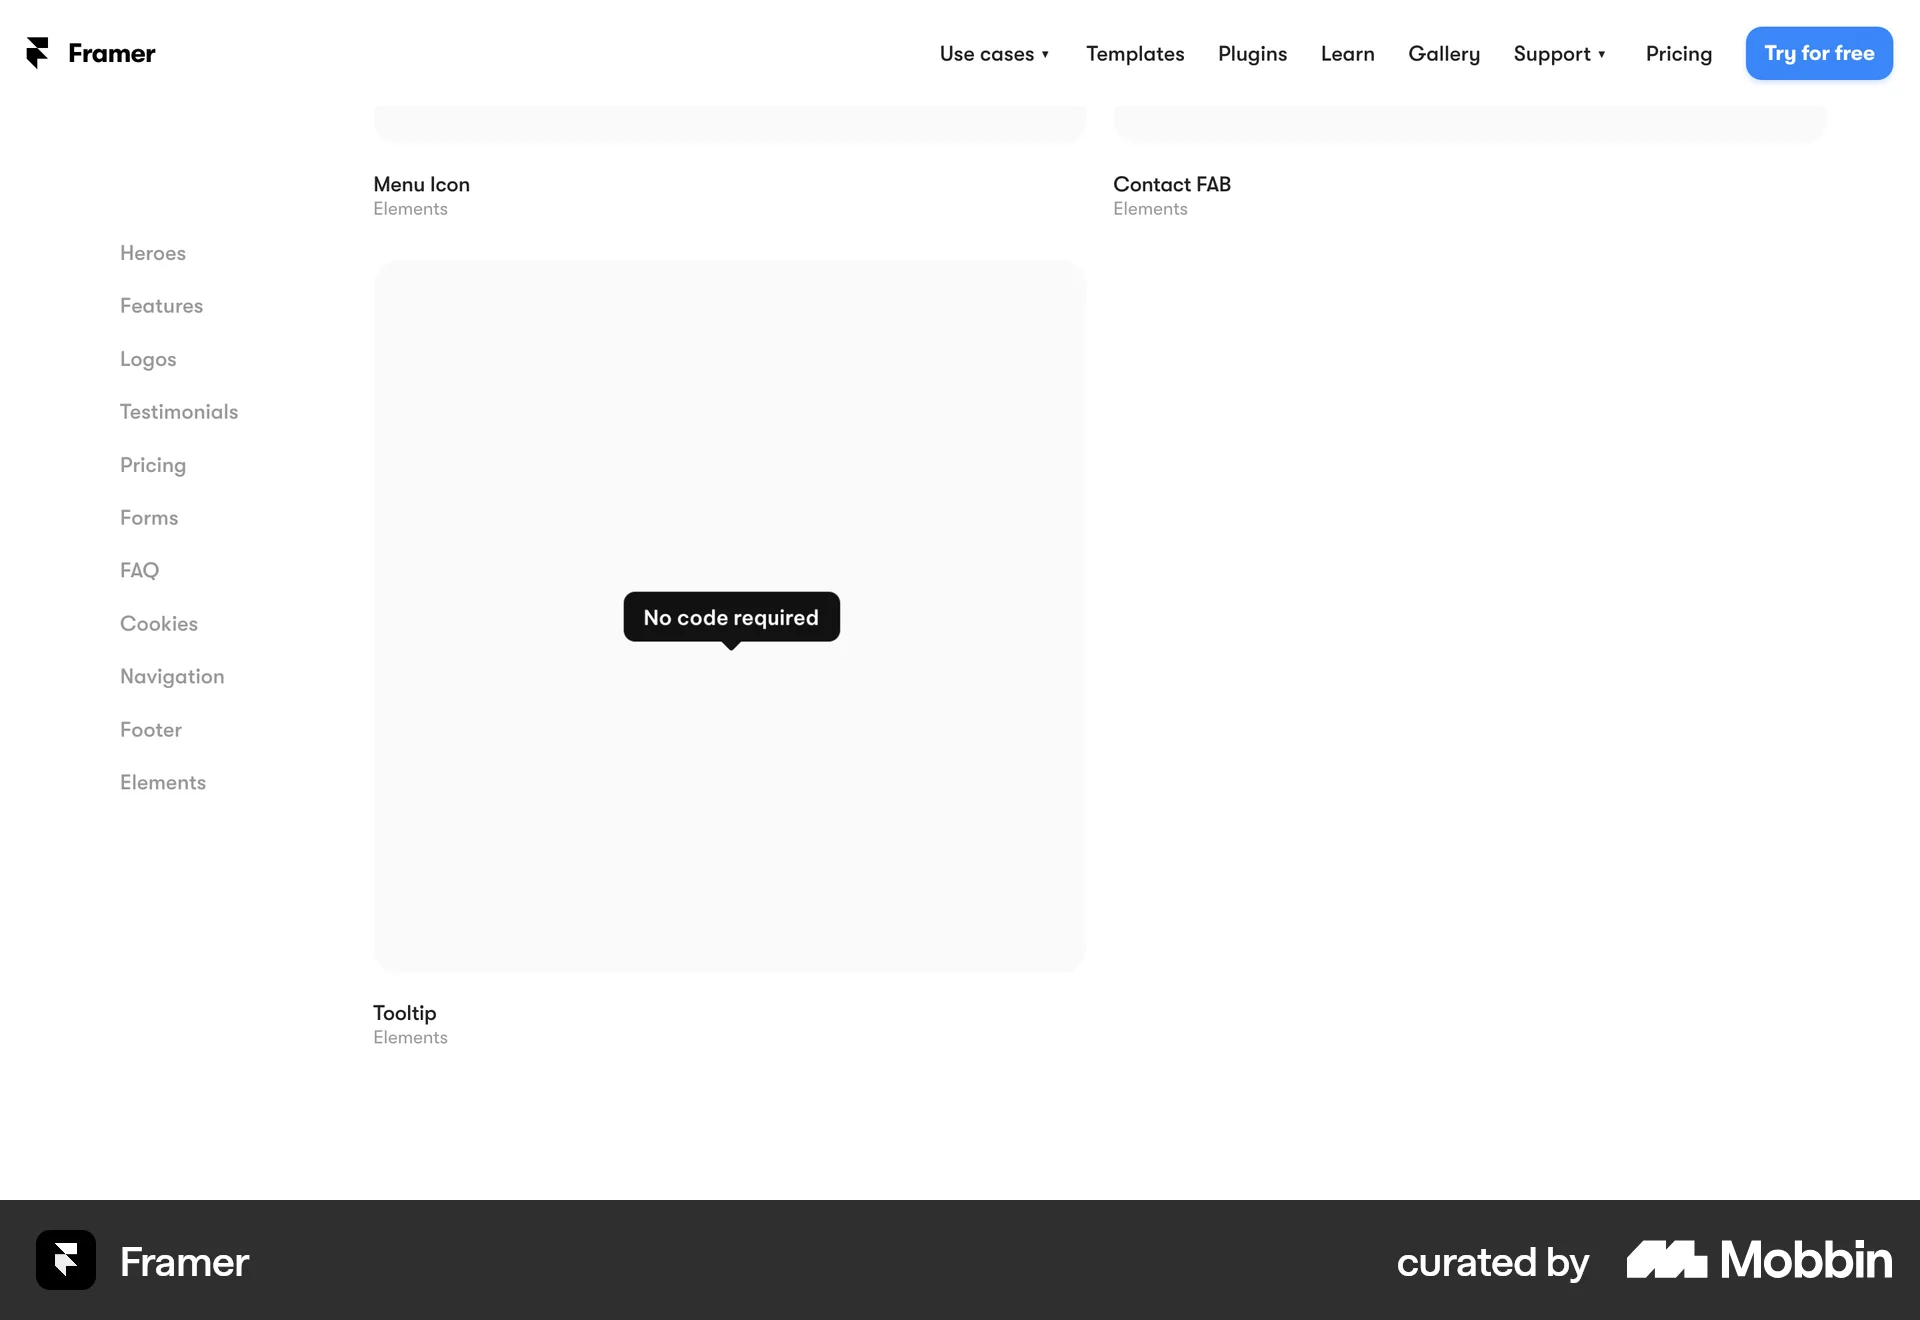 Framer
Use cases ▼ Templates Plugins Learn Gallery Support ▼ Pricing Try for free
Menu Icon
Elements
Contact FAB
Elements
Heroes
Features
Logos
Testimonials
Pricing
Forms
FAQ
Cookies
Navigation
Footer
Elements
No code required
Tooltip
Elements
Framer
curated by Mobbin